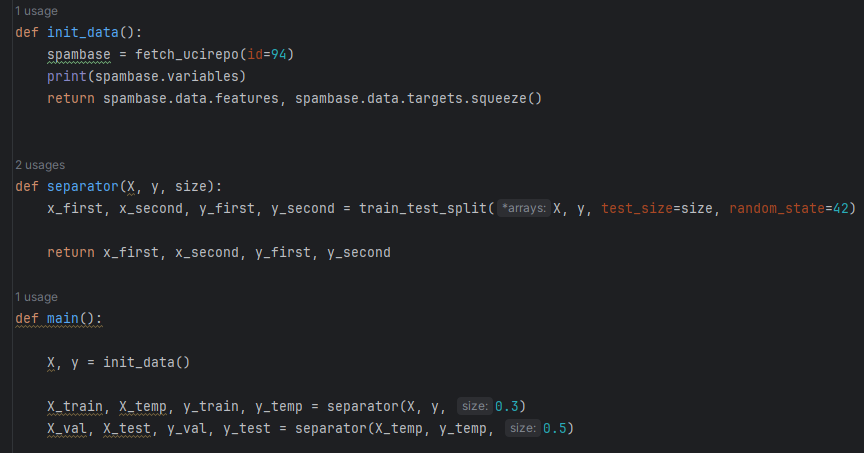 1 usage
def init_data():
    spambase = fetch_ucirepo(id=94)
    print(spambase.variables)
    return spambase.data.features, spambase.data.targets.squeeze()
2 usages
def separator(X, y, size):
    x_first, x_second, y_first, y_second = train_test_split( *arrays: X, y, test_size=size, random_state=42)
    return x_first, x_second, y_first, y_second
1 usage
def main():
    X, y = init_data()
    X_train, X_temp, y_train, y_temp = separator(X, y, size: 0.3)
    X_val, X_test, y_val, y_test = separator(X_temp, y_temp, size: 0.5)